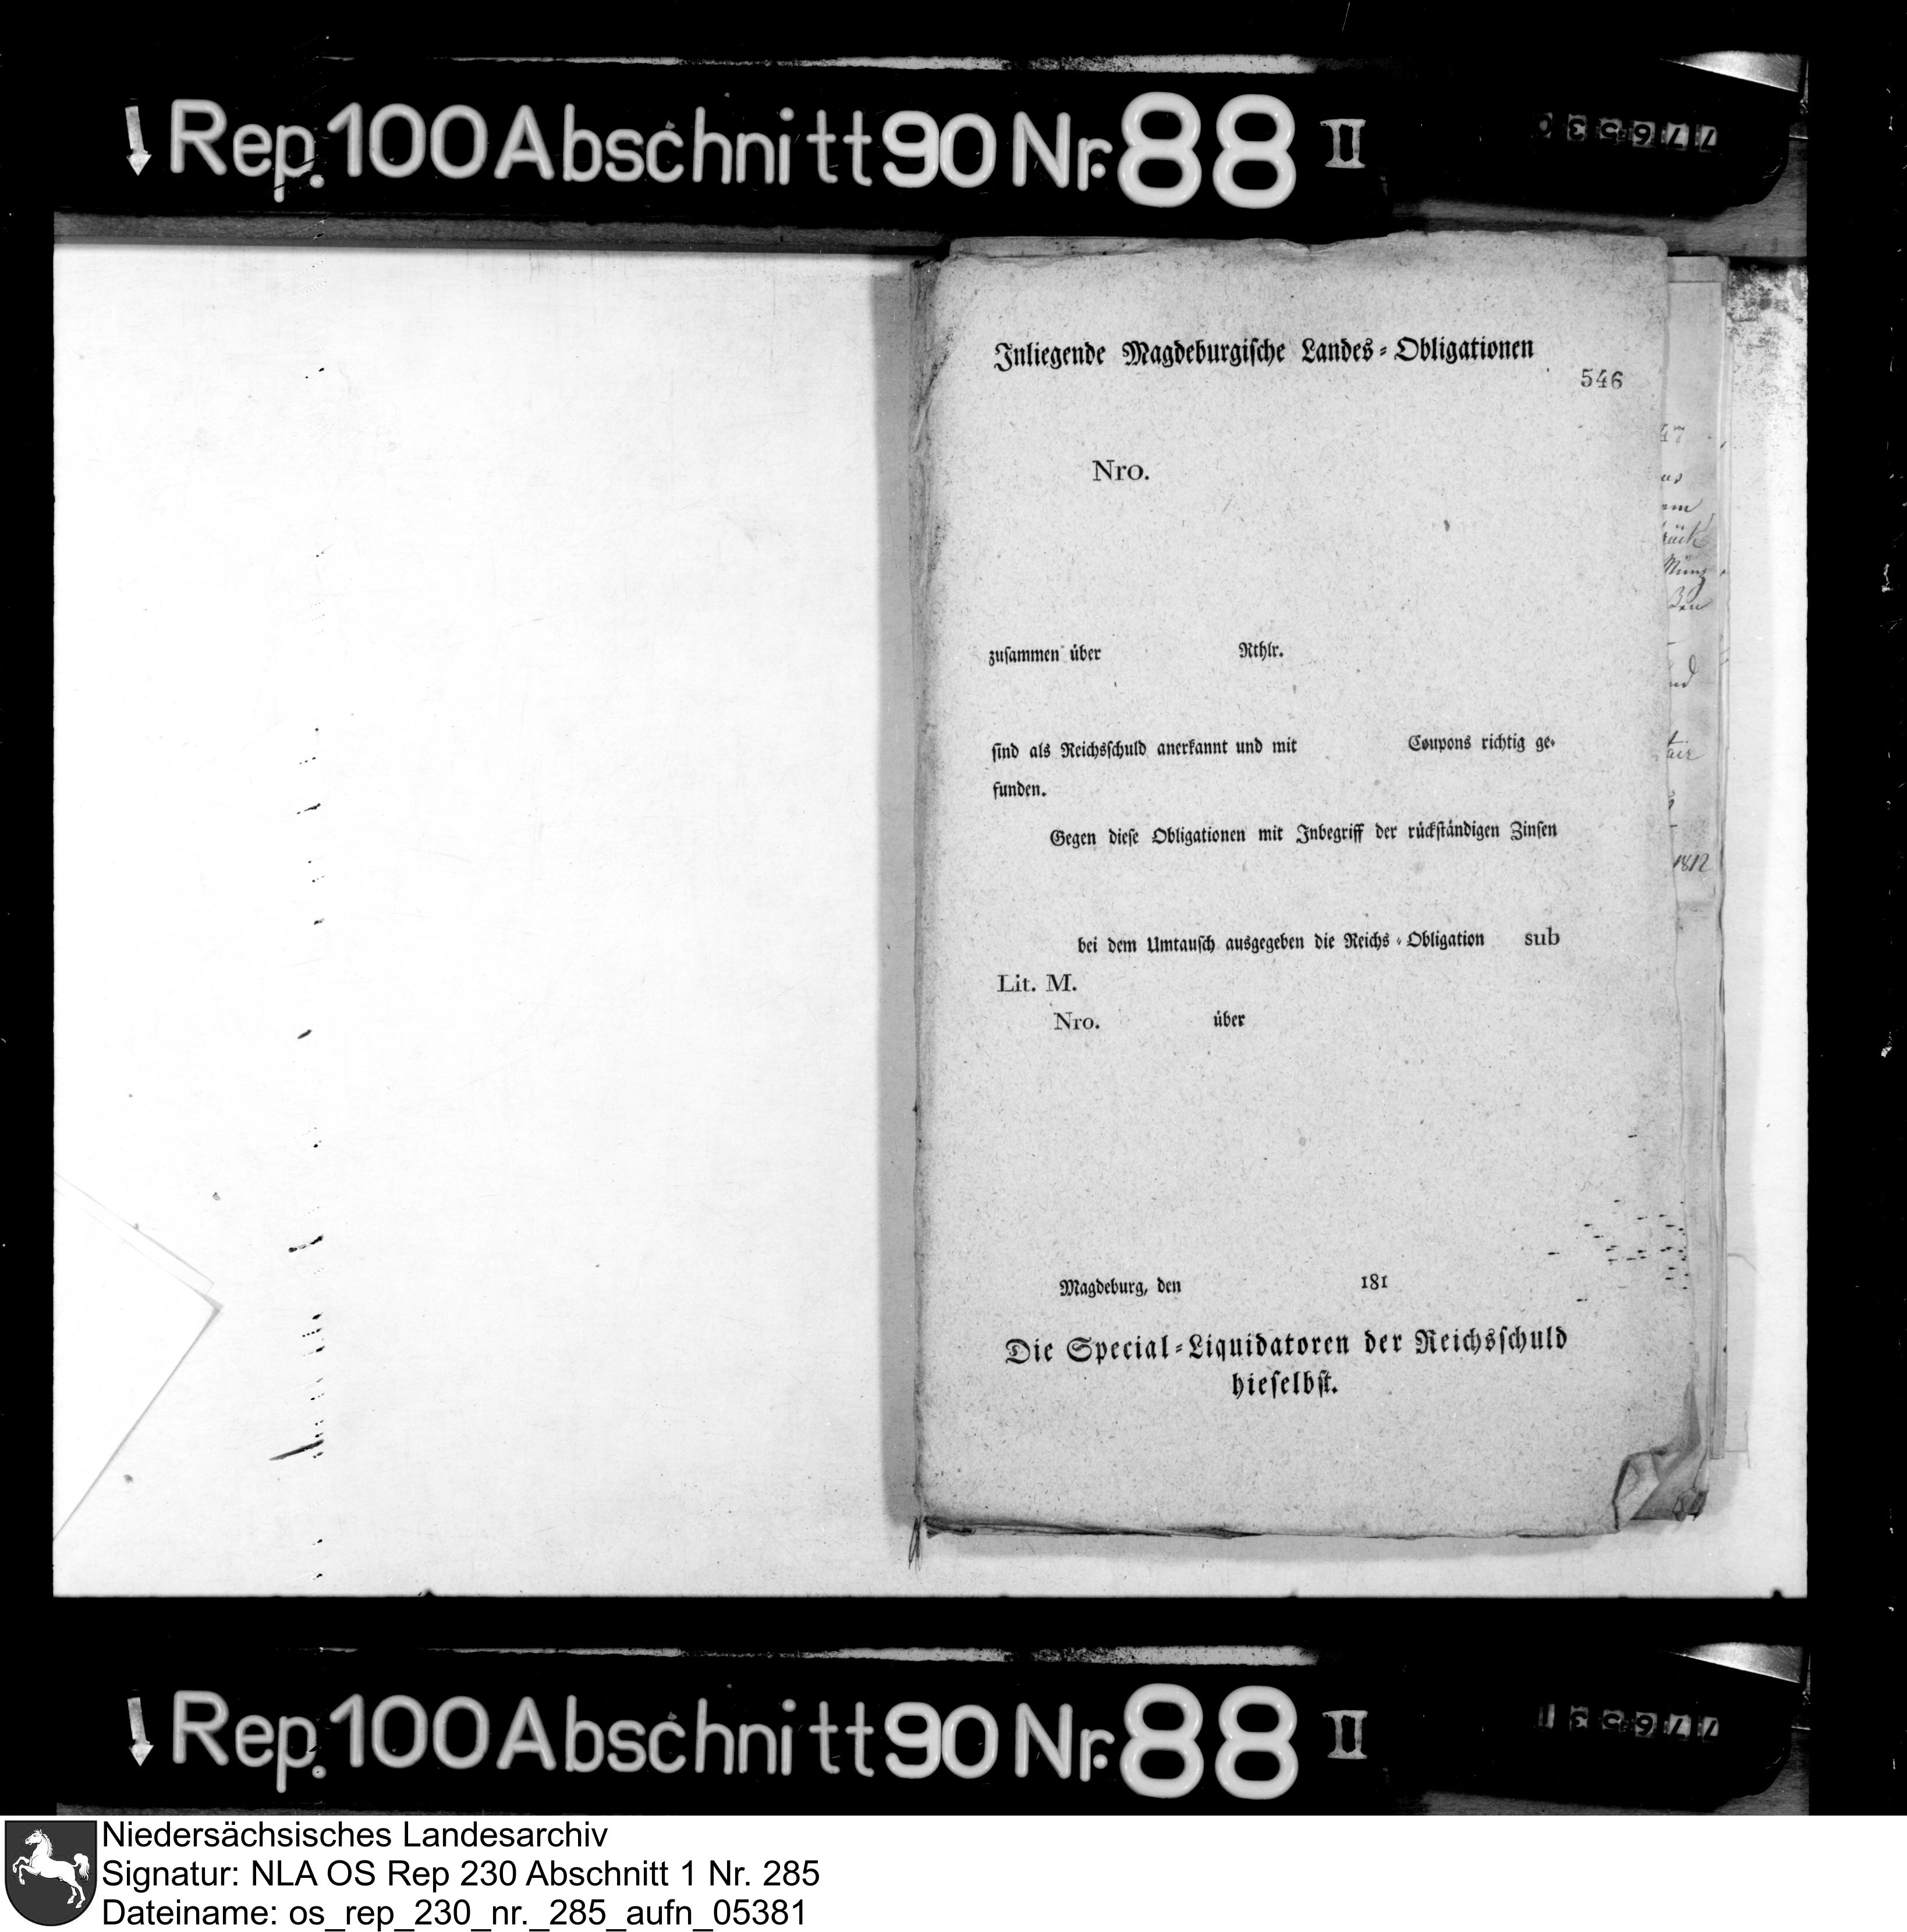 Rep. 100 Abschnitt 90 Nr. 88 II
Inliegende Magdeburgische Landes-Obligationen
546
Nro.
zusammen über Rthlr.
sind als Reichsschuld anerkannt und mit Coupons richtig ge-
funden.
Gegen diese Obligationen mit Inbegriff der rückständigen Zinsen
1812
bei dem Umtausch ausgegeben die Reichs-Obligation sub
Lit. M.
Nro. über
Magdeburg, den 181
Die Special-Liquidatoren der Reichsschuld
hieselbst.
Rep. 100 Abschnitt 90 Nr. 88 II
Niedersächsisches Landesarchiv
Signatur: NLA OS Rep 230 Abschnitt 1 Nr. 285
Dateiname: os_rep_230_nr._285_aufn_05381